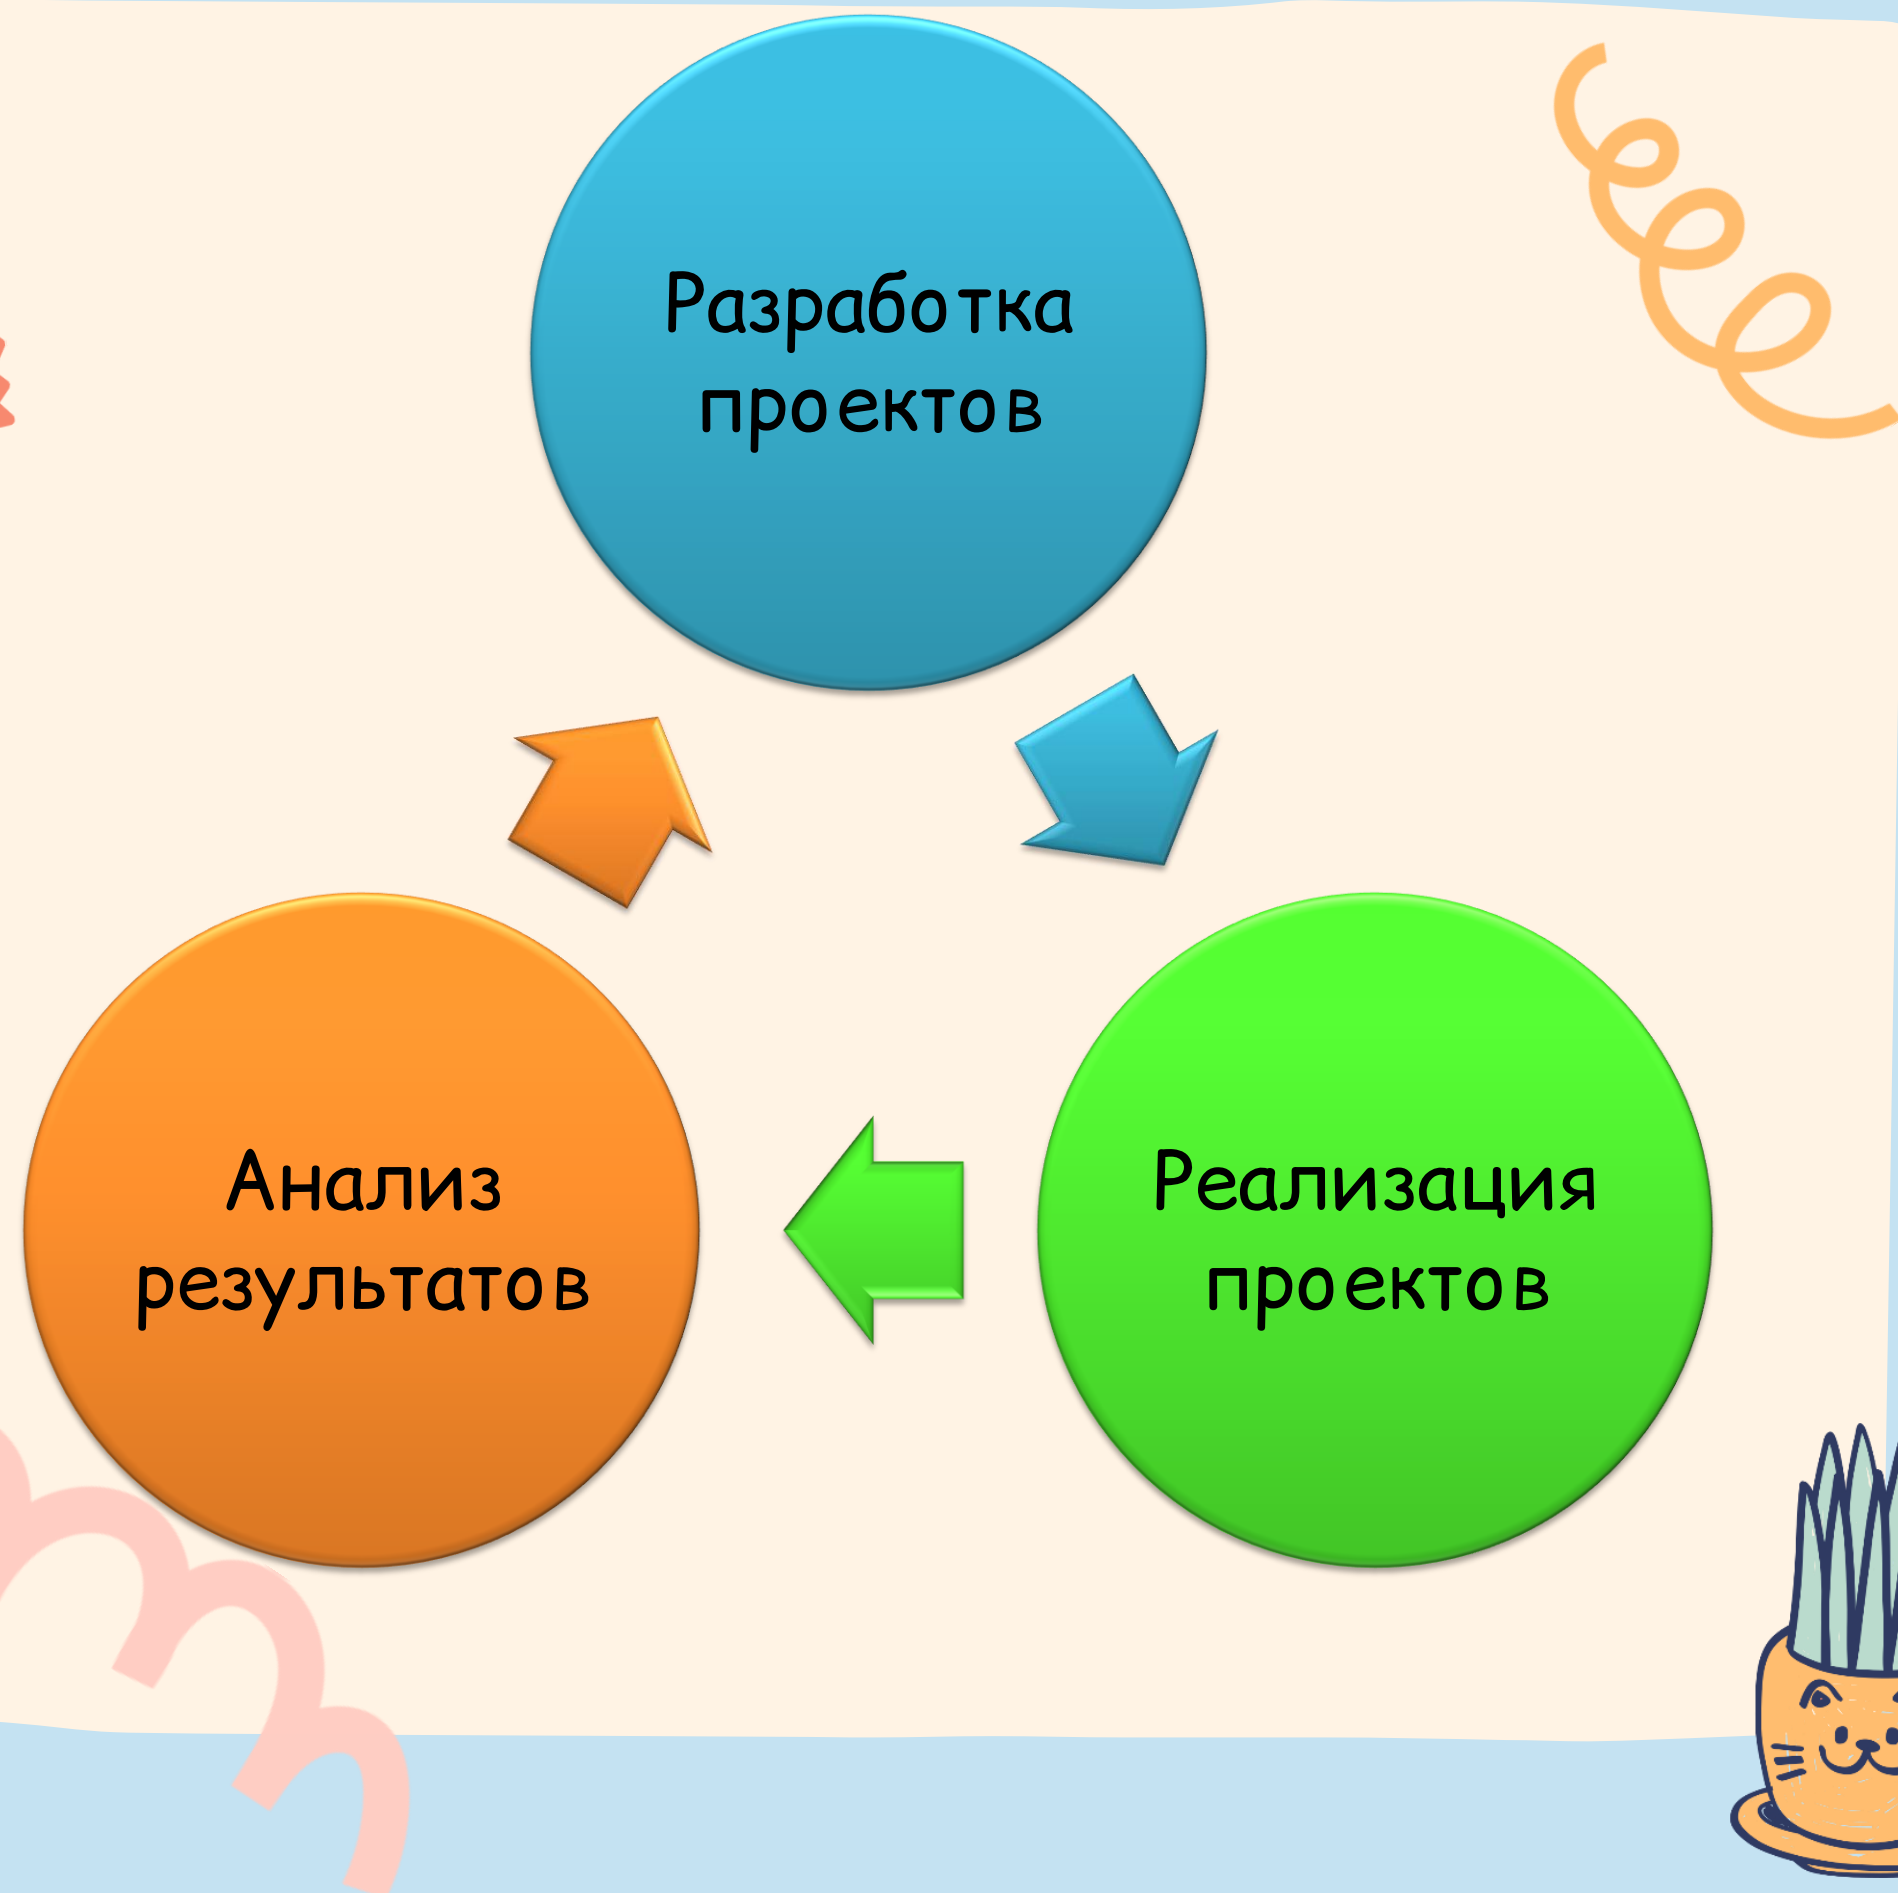 Разработка
проектов
Анализ
результатов
Реализация
проектов